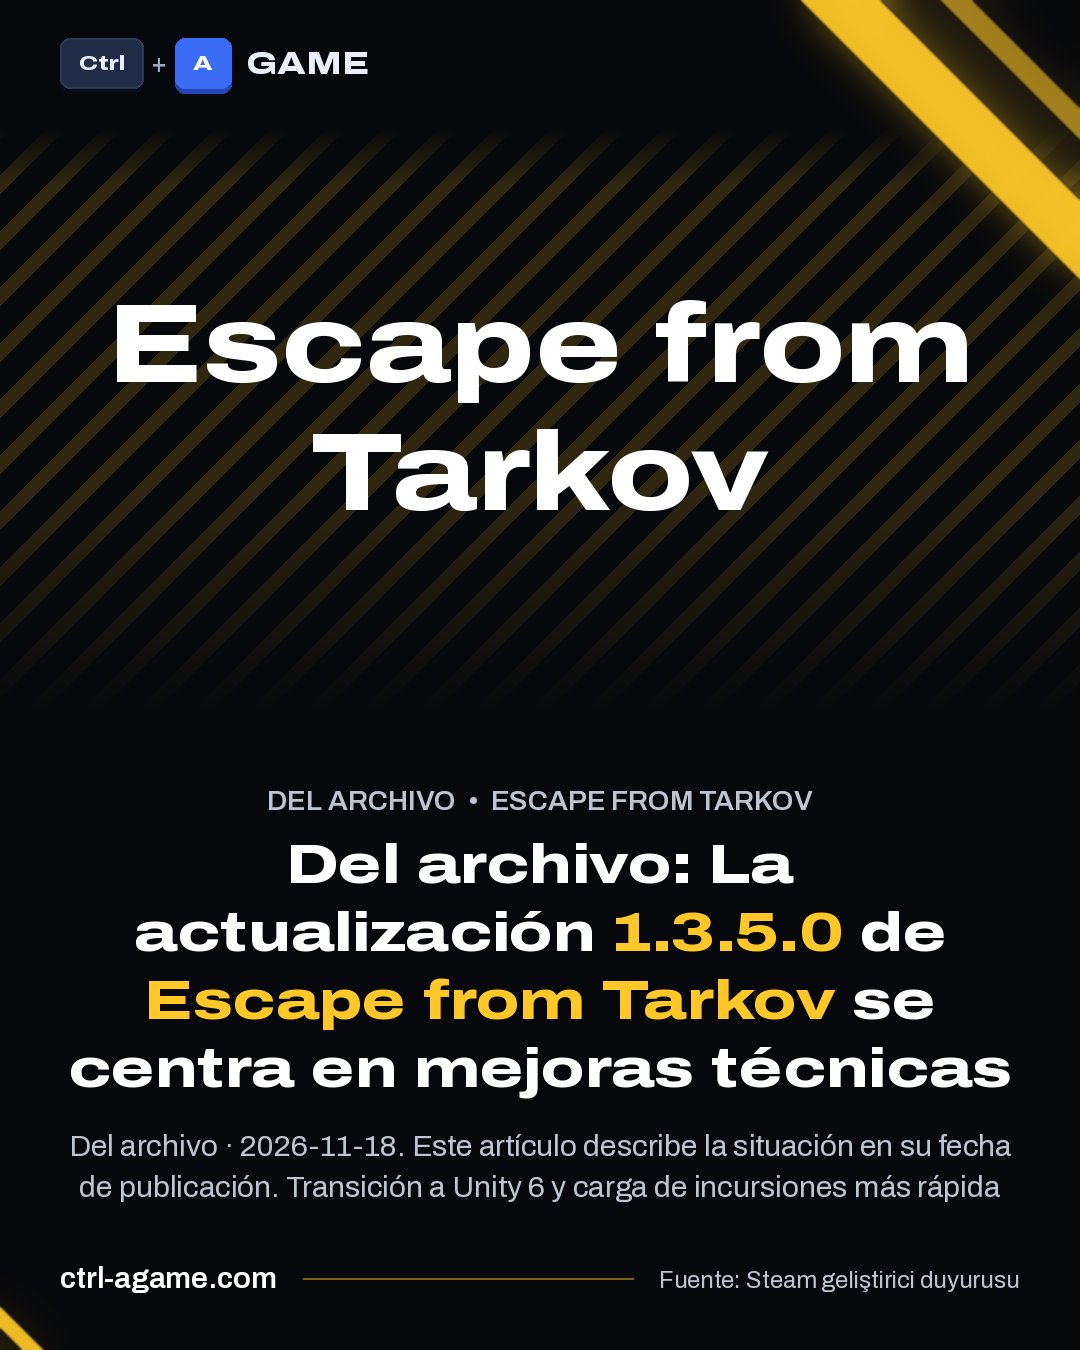 Ctrl + A GAME
Escape from
Tarkov
DEL ARCHIVO • ESCAPE FROM TARKOV
Del archivo: La
actualización 1.3.5.0 de
Escape from Tarkov se
centra en mejoras técnicas
Del archivo · 2026-11-18. Este artículo describe la situación en su fecha
de publicación. Transición a Unity 6 y carga de incursiones más rápida
ctrl-agame.com
Fuente: Steam geliştirici duyurusu